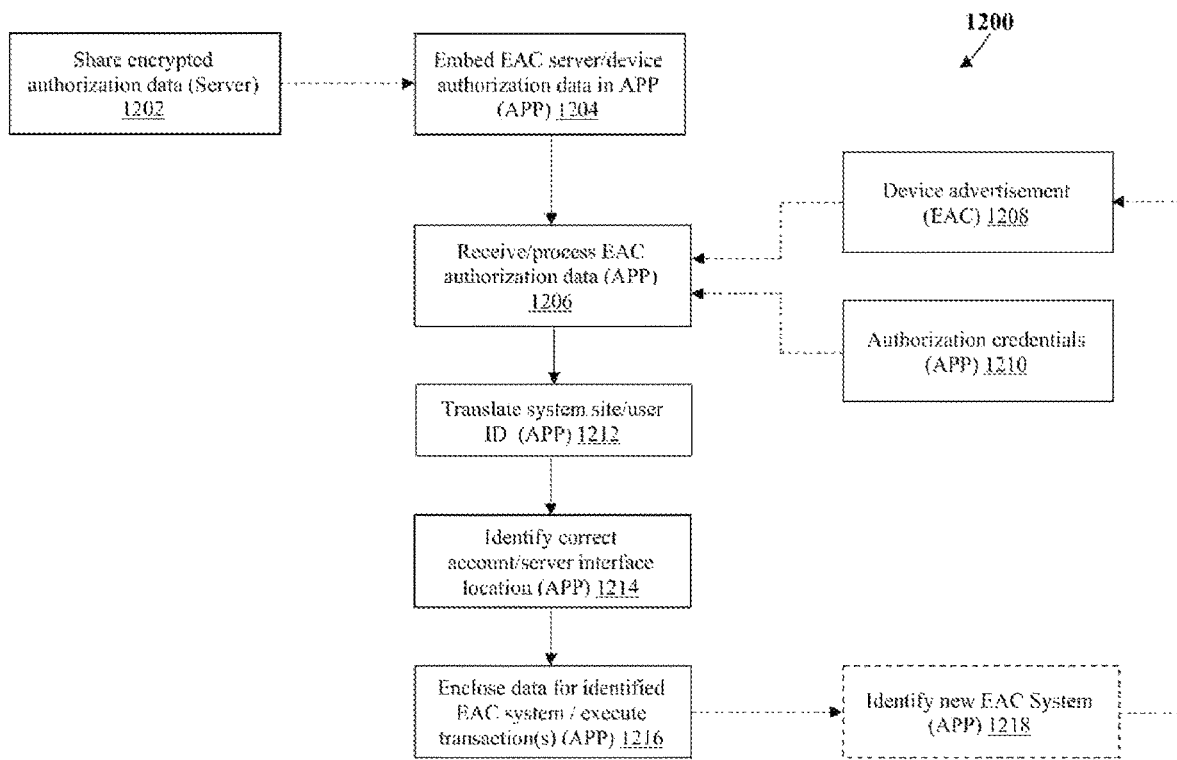 1200
Share encrypted
authorization data (Server)
1202
Embed EAC server/device
authorization data in APP
(APP) 1204
Device advertisement
(EAC) 1208
Receive/process EAC
authorization data (APP)
1206
Authorization credentials
(APP) 1210
Translate system site/user
ID (APP) 1212
Identify correct
account/server interface
location (APP) 1214
Enclose data for identified
EAC system / execute
transaction(s) (APP) 1216
Identify new EAC System
(APP) 1218